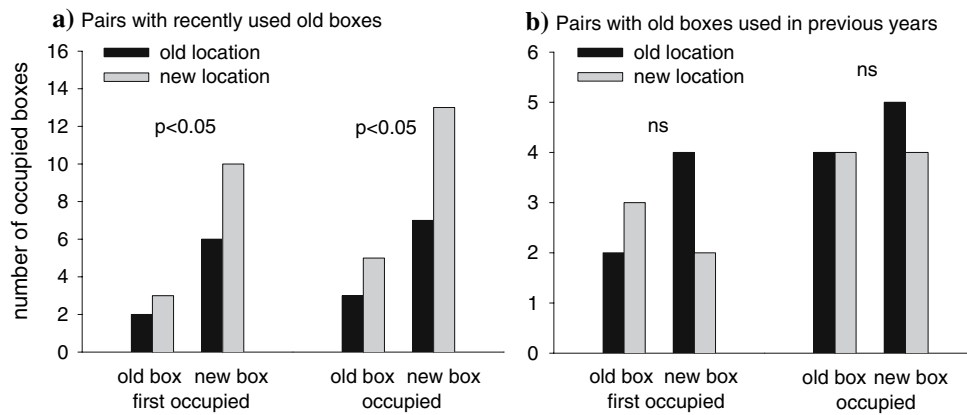 a) Pairs with recently used old boxes
old location
new location
number of occupied boxes
16
14
12
10
8
6
4
2
0
p<0.05
p<0.05
old box new box old box new box
first occupied occupied
b) Pairs with old boxes used in previous years
old location
new location
6
5
4
3
2
1
0
ns
ns
old box new box old box new box
first occupied occupied